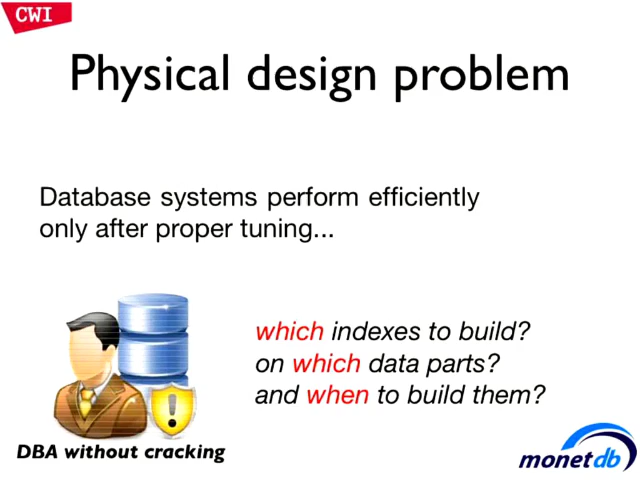 CWI
Physical design problem
Database systems perform efficiently
only after proper tuning...
which indexes to build?
on which data parts?
and when to build them?
DBA without cracking
monetdb